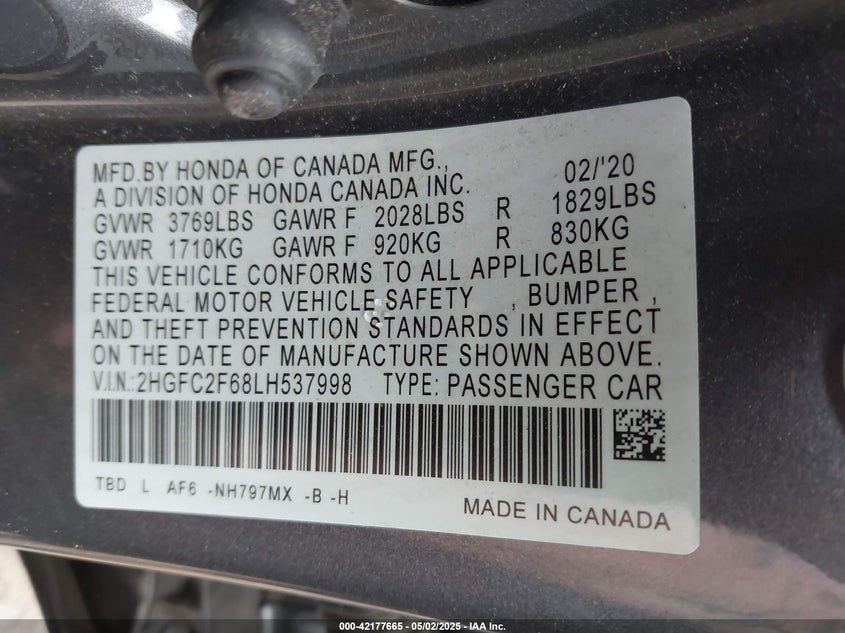 MFD.BY HONDA OF CANADA MFG., 02/'20
A DIVISION OF HONDA CANADA INC.
GVWR 3769LBS GAWR F 2028LBS R 1829LBS
GVWR 1710KG GAWR F 920KG R 830KG
THIS VEHICLE CONFORMS TO ALL APPLICABLE
FEDERAL MOTOR VEHICLE SAFETY , BUMPER ,
AND THEFT PREVENTION STANDARDS IN EFFECT
ON THE DATE OF MANUFACTURE SHOWN ABOVE.
V.I.N.:2HGFC2F68LH537998 TYPE: PASSENGER CAR
TBD L AF6 -NH797MX -B -H
MADE IN CANADA
000-42177665 - 05/02/2025 - IAA Inc.